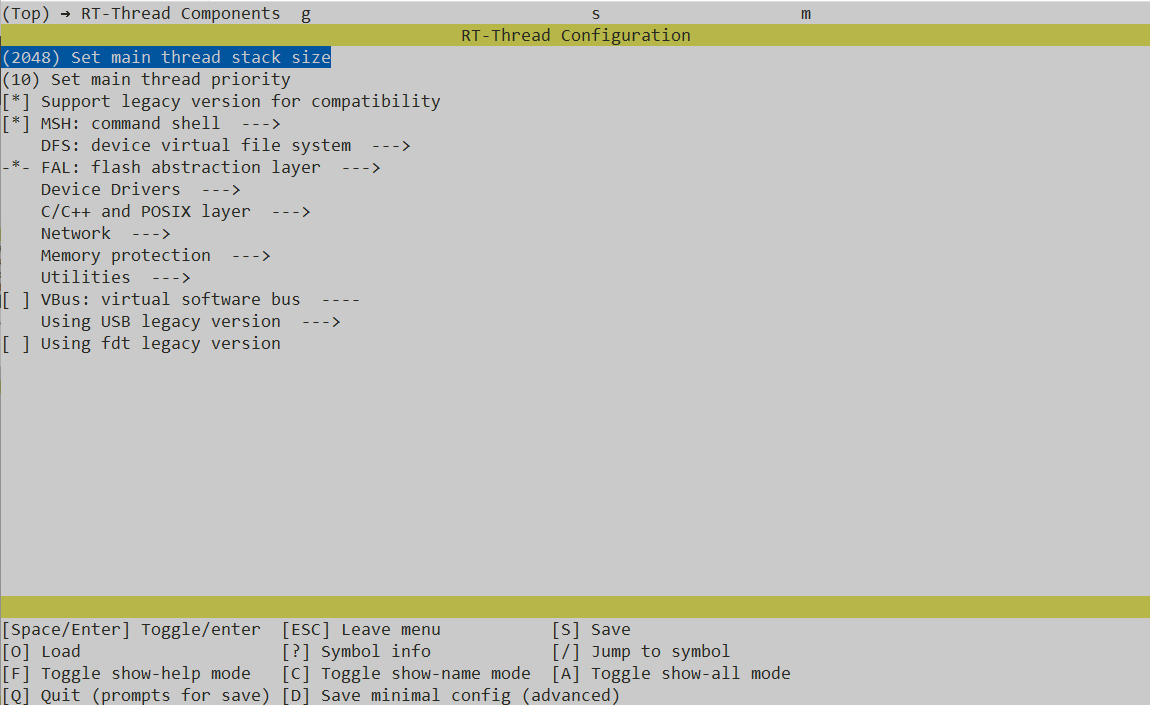 (Top) → RT-Thread Components  g                            s                    m
RT-Thread Configuration
(2048) Set main thread stack size
(10) Set main thread priority
[*] Support legacy version for compatibility
[*] MSH: command shell  --->
    DFS: device virtual file system  --->
-*- FAL: flash abstraction layer  --->
    Device Drivers  --->
    C/C++ and POSIX layer  --->
    Network  --->
    Memory protection  --->
    Utilities  --->
[ ] VBus: virtual software bus  ----
    Using USB legacy version  --->
[ ] Using fdt legacy version
[Space/Enter] Toggle/enter  [ESC] Leave menu           [S] Save
[O] Load                    [?] Symbol info            [/] Jump to symbol
[F] Toggle show-help mode   [C] Toggle show-name mode  [A] Toggle show-all mode
[Q] Quit (prompts for save) [D] Save minimal config (advanced)